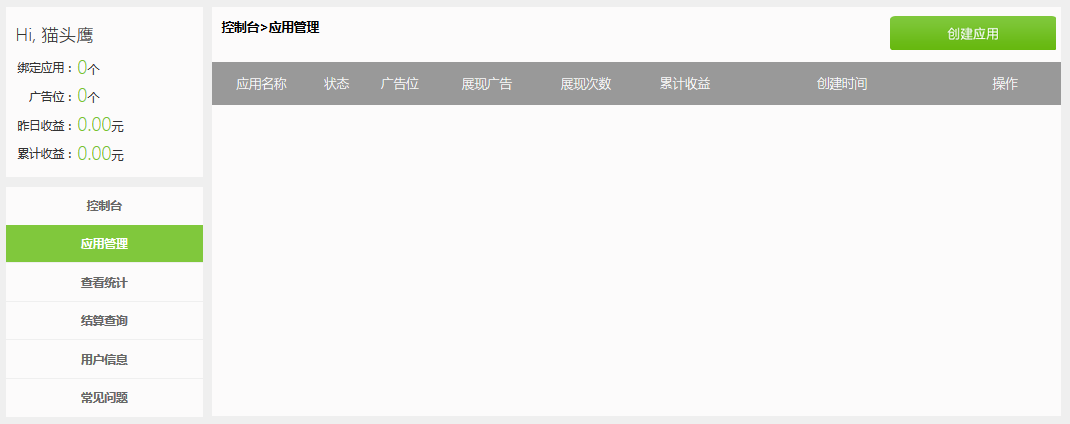 Hi, 猫头鹰
绑定应用：0个
广告位：0个
昨日收益：0.00元
累计收益：0.00元
控制台
应用管理
查看统计
结算查询
用户信息
常见问题
控制台>应用管理
创建应用
应用名称 状态 广告位 展现广告 展现次数 累计收益 创建时间 操作